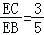 EC/EB = 3/5